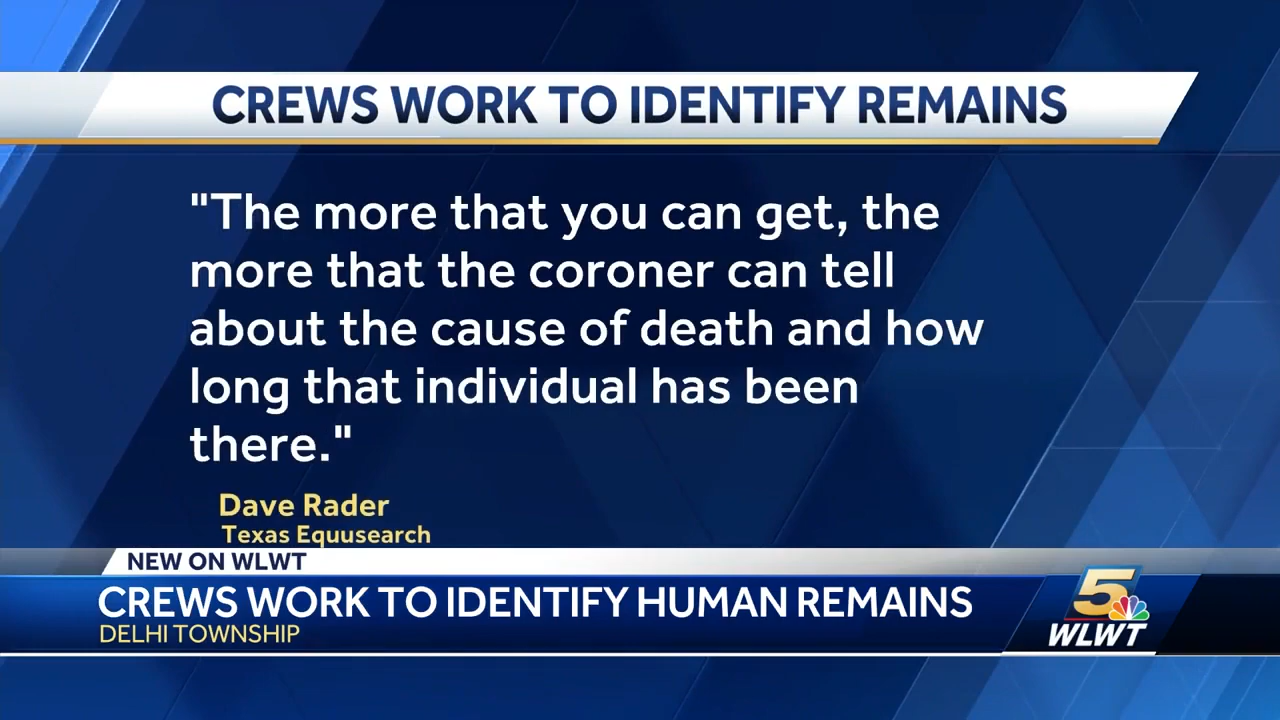 CREWS WORK TO IDENTIFY REMAINS
"The more that you can get, the
more that the coroner can tell
about the cause of death and how
long that individual has been
there."
Dave Rader
Texas Equusearch
NEW ON WLWT
CREWS WORK TO IDENTIFY HUMAN REMAINS
DELHI TOWNSHIP
5
WLWT